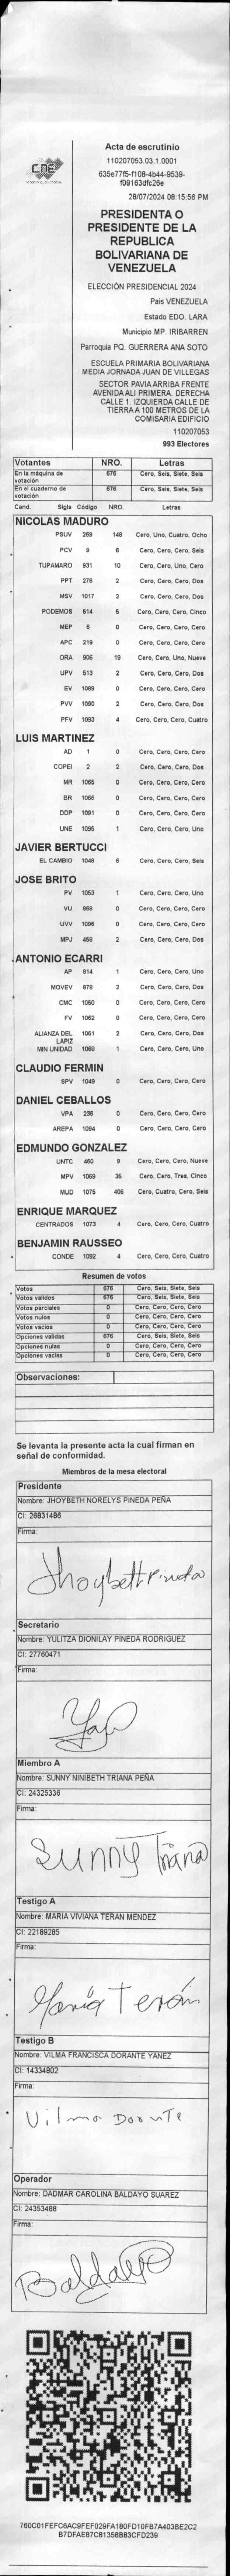 CNE
Acta de escrutinio
110207053.03.1.0001
635e77f5-f108-4b44-9539-
f09163dfc26e
28/07/2024 08:15:56 PM
PRESIDENTA O
PRESIDENTE DE LA
REPUBLICA
BOLIVARIANA DE
VENEZUELA
ELECCIÓN PRESIDENCIAL 2024
País VENEZUELA
Estado EDO. LARA
Municipio MP. IRIBARREN
Parroquia PQ. GUERRERA ANA SOTO
ESCUELA PRIMARIA BOLIVARIANA
MEDIA JORNADA JUAN DE VILLEGAS
SECTOR PAVIA ARRIBA FRENTE
AVENIDA ALI PRIMERA. DERECHA
CALLE 1. IZQUIERDA CALLE DE
TIERRA A 100 METROS DE LA
COMISARIA EDIFICIO
110207053
993 Electores
Votantes NRO. Letras
En la máquina de votación 676 Cero, Seis, Siete, Seis
En el cuaderno de votación 676 Cero, Seis, Siete, Seis
Cand. Sigla Código NRO. Letras
NICOLAS MADURO
PSUV 269 148 Cero, Uno, Cuatro, Ocho
PCV 9 6 Cero, Cero, Cero, Seis
TUPAMARO 931 10 Cero, Cero, Uno, Cero
PPT 276 2 Cero, Cero, Cero, Dos
MSV 1017 2 Cero, Cero, Cero, Dos
PODEMOS 514 5 Cero, Cero, Cero, Cinco
MEP 6 0 Cero, Cero, Cero, Cero
APC 219 0 Cero, Cero, Cero, Cero
ORA 906 19 Cero, Cero, Uno, Nueve
UPV 513 2 Cero, Cero, Cero, Dos
EV 1089 0 Cero, Cero, Cero, Cero
PVV 1090 2 Cero, Cero, Cero, Dos
PFV 1093 4 Cero, Cero, Cero, Cuatro
LUIS MARTINEZ
AD 1 0 Cero, Cero, Cero, Cero
COPEI 2 2 Cero, Cero, Cero, Dos
MR 1065 0 Cero, Cero, Cero, Cero
BR 1066 0 Cero, Cero, Cero, Cero
DDP 1091 0 Cero, Cero, Cero, Cero
UNE 1095 1 Cero, Cero, Cero, Uno
JAVIER BERTUCCI
EL CAMBIO 1048 6 Cero, Cero, Cero, Seis
JOSE BRITO
PV 1053 1 Cero, Cero, Cero, Uno
VU 868 0 Cero, Cero, Cero, Cero
UVV 1096 0 Cero, Cero, Cero, Cero
MPJ 459 2 Cero, Cero, Cero, Dos
ANTONIO ECARRI
AP 814 1 Cero, Cero, Cero, Uno
MOVEV 878 2 Cero, Cero, Cero, Dos
CMC 1050 0 Cero, Cero, Cero, Cero
FV 1062 0 Cero, Cero, Cero, Cero
ALIANZA DEL LAPIZ 1051 2 Cero, Cero, Cero, Dos
MIN UNIDAD 1068 1 Cero, Cero, Cero, Uno
CLAUDIO FERMIN
SPV 1049 0 Cero, Cero, Cero, Cero
DANIEL CEBALLOS
VPA 236 0 Cero, Cero, Cero, Cero
AREPA 1094 0 Cero, Cero, Cero, Cero
EDMUNDO GONZALEZ
UNTC 460 9 Cero, Cero, Cero, Nueve
MPV 1069 35 Cero, Cero, Tres, Cinco
MUD 1075 406 Cero, Cuatro, Cero, Seis
ENRIQUE MARQUEZ
CENTRADOS 1073 4 Cero, Cero, Cero, Cuatro
BENJAMIN RAUSSEO
CONDE 1092 4 Cero, Cero, Cero, Cuatro
Resumen de votos
Votos 676 Cero, Seis, Siete, Seis
Votos válidos 676 Cero, Seis, Siete, Seis
Votos parciales 0 Cero, Cero, Cero, Cero
Votos nulos 0 Cero, Cero, Cero, Cero
Votos vacíos 0 Cero, Cero, Cero, Cero
Opciones válidas 676 Cero, Seis, Siete, Seis
Opciones nulas 0 Cero, Cero, Cero, Cero
Opciones vacías 0 Cero, Cero, Cero, Cero
Observaciones:
Se levanta la presente acta la cual firman en
señal de conformidad.
Miembros de la mesa electoral
Presidente
Nombre: JHOYBETH NORELYS PINEDA PEÑA
CI: 26831486
Firma:
Jhoybeth Pineda
Secretario
Nombre: YULITZA DIONILAY PINEDA RODRIGUEZ
CI: 27760471
Firma:
Miembro A
Nombre: SUNNY NINIBETH TRIANA PEÑA
CI: 24325336
Firma:
Sunny Triana
Testigo A
Nombre: MARIA VIVIANA TERAN MENDEZ
CI: 22189285
Firma:
María Terán
Testigo B
Nombre: VILMA FRANCISCA DORANTE YANEZ
CI: 14334802
Firma:
Vilma Dorante
Operador
Nombre: DADMAR CAROLINA BALDAYO SUAREZ
CI: 24353488
Firma:
Baldayo
760C01FEFC6AC9FEF029FA180FD10FB7A403BE2C2
B7DFAE87C81358B83CFD239